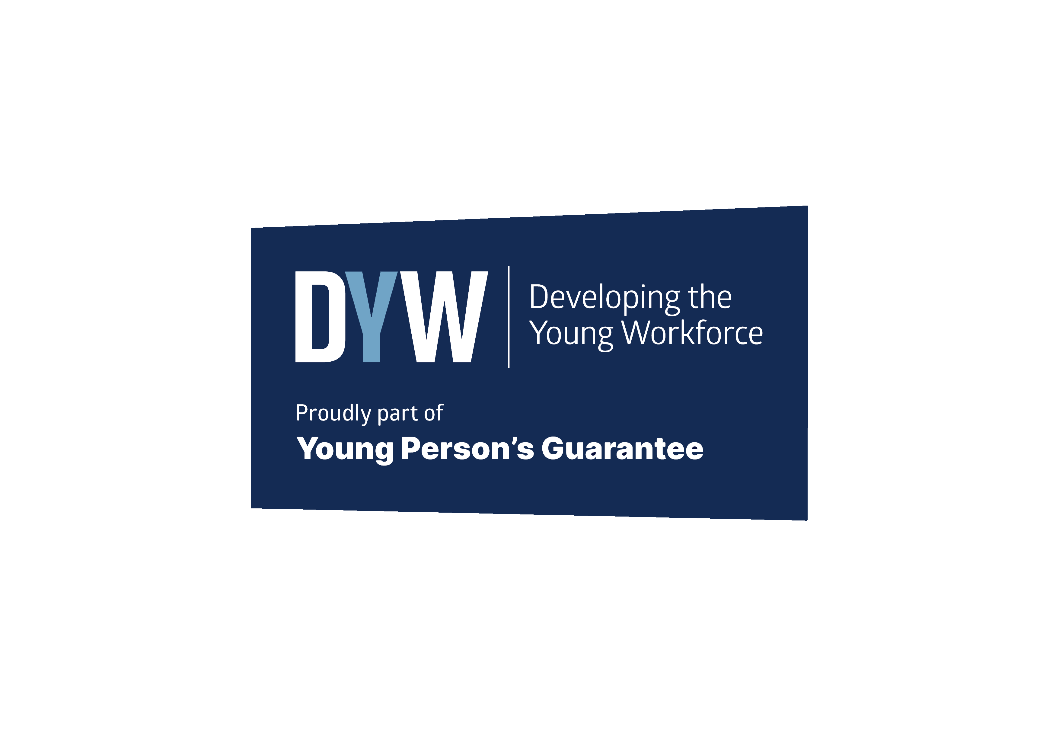 DYW
Developing the
Young Workforce
Proudly part of
Young Person's Guarantee